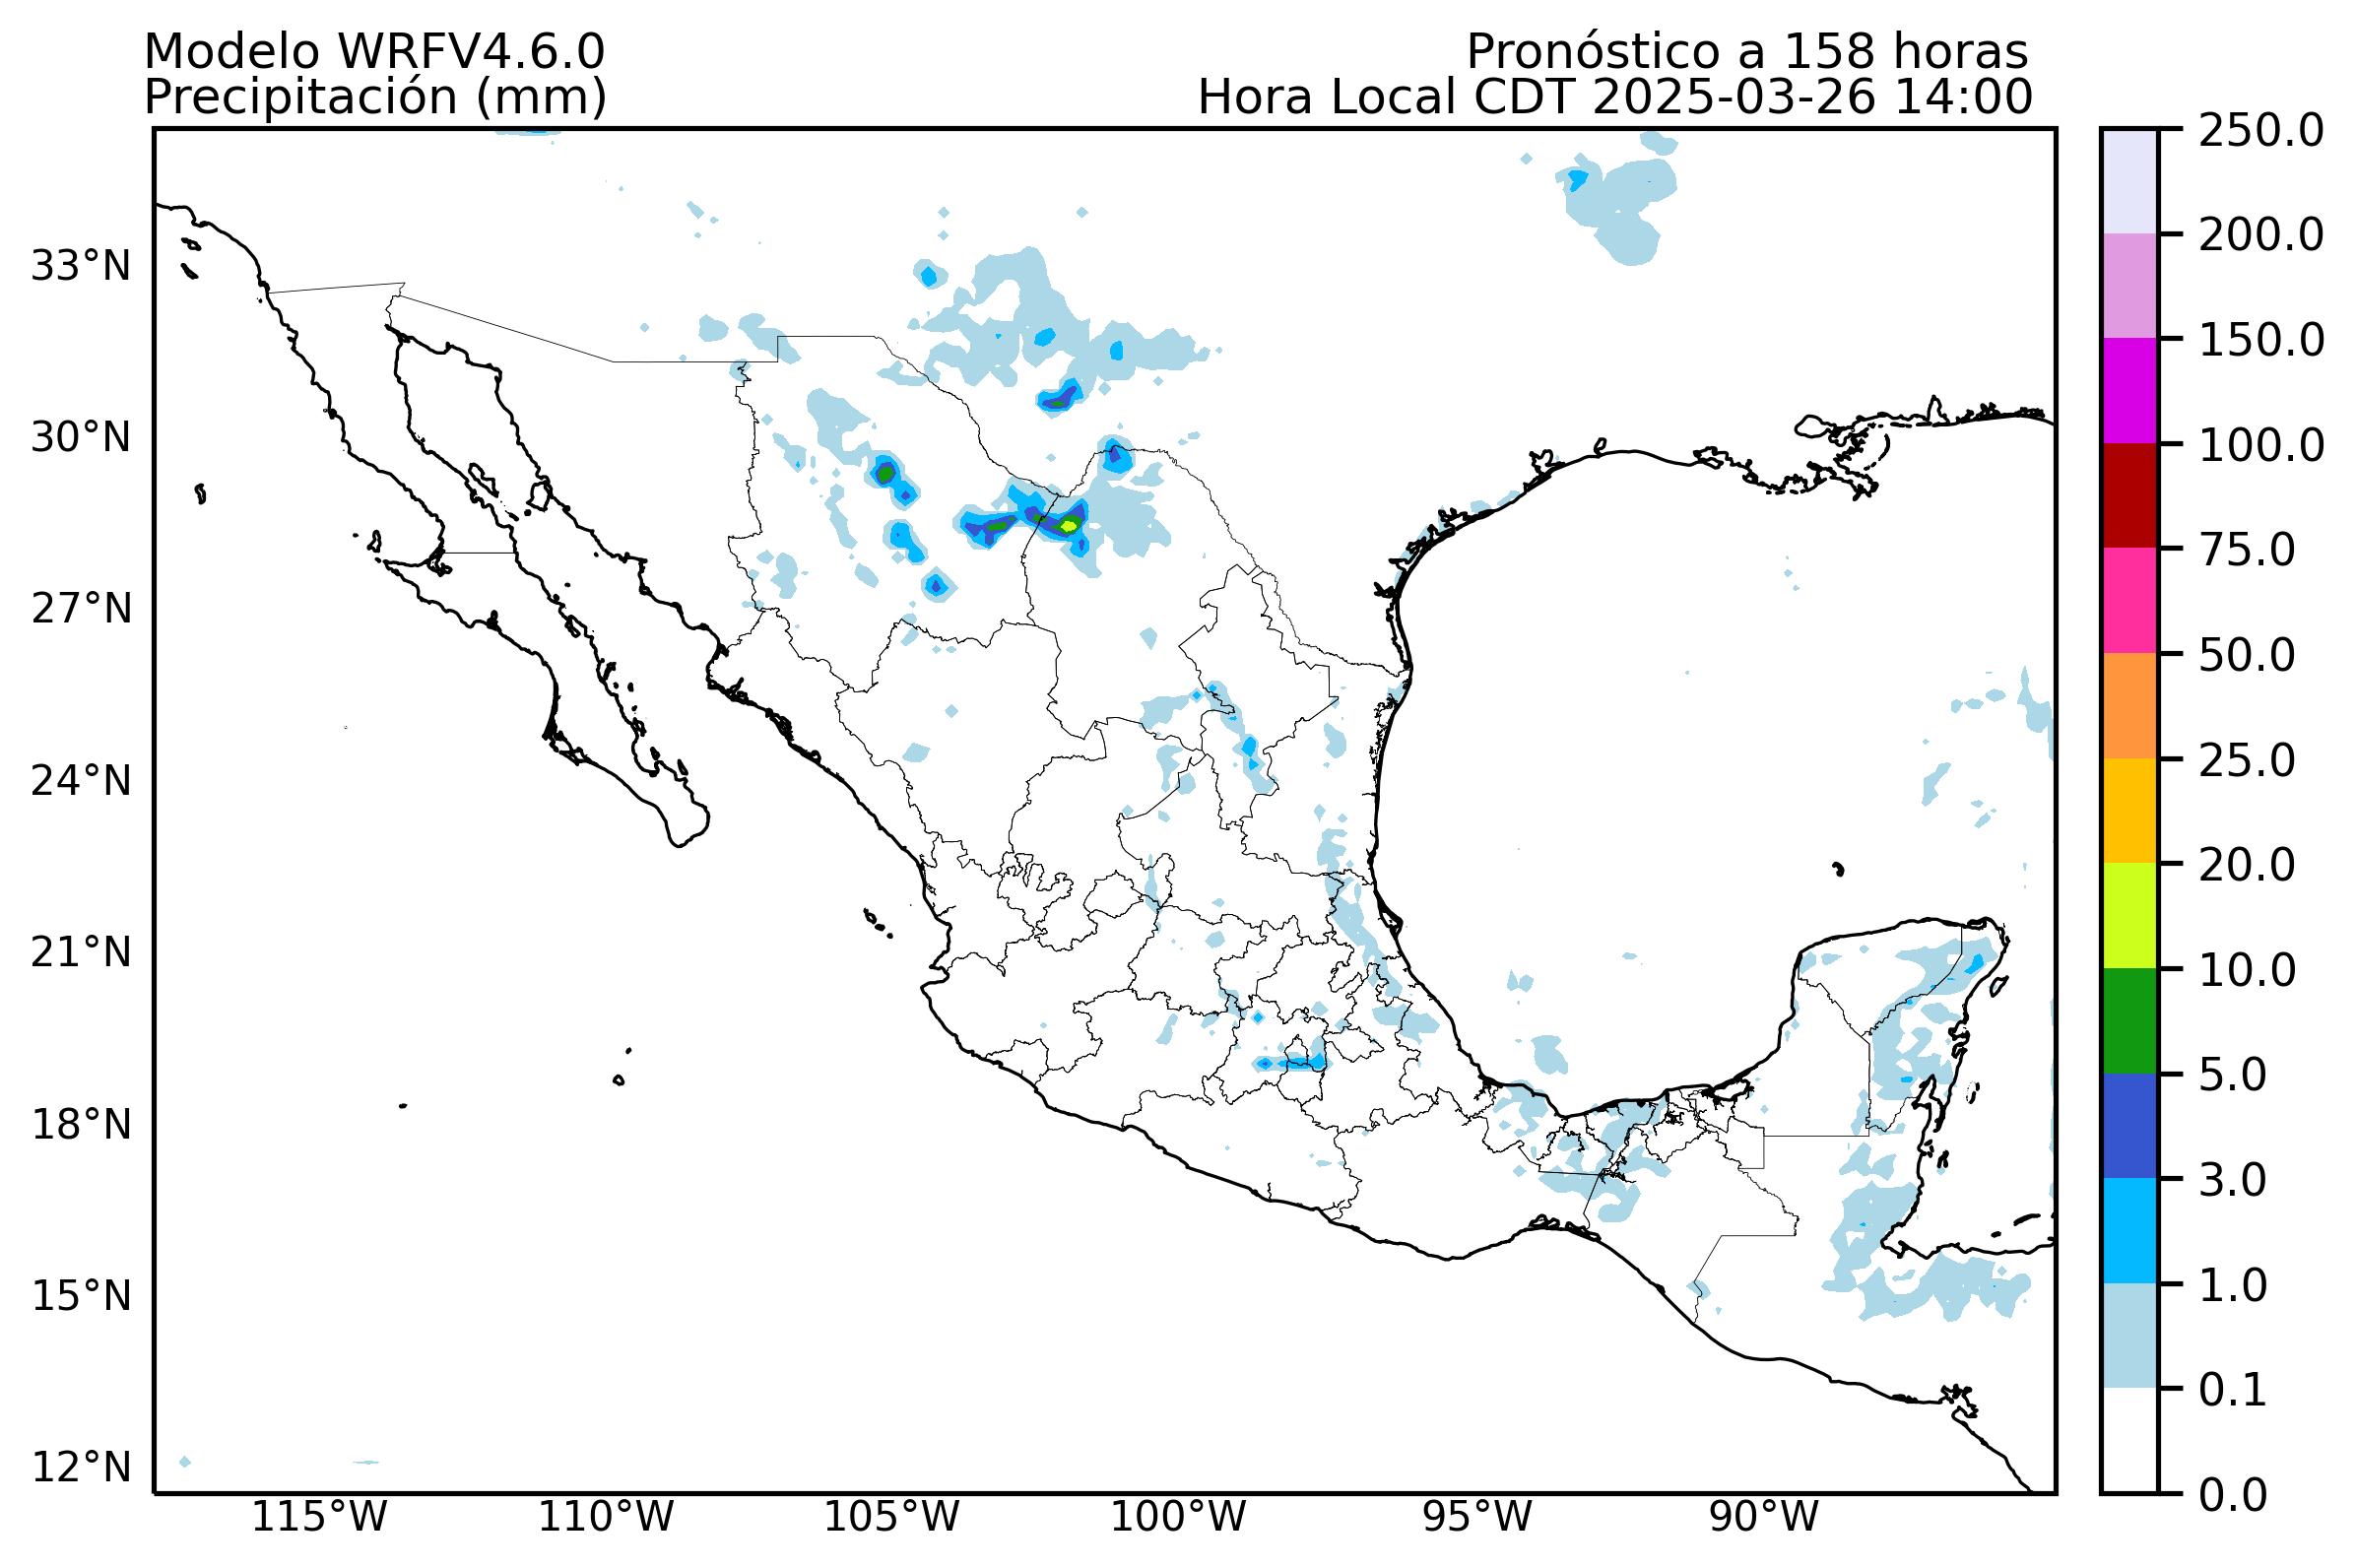 Modelo WRFV4.6.0
Pronóstico a 158 horas
Precipitación (mm)
Hora Local CDT 2025-03-26 14:00
33°N
30°N
27°N
24°N
21°N
18°N
15°N
12°N
115°W
110°W
105°W
100°W
95°W
90°W
250.0
200.0
150.0
100.0
75.0
50.0
25.0
20.0
10.0
5.0
3.0
1.0
0.1
0.0